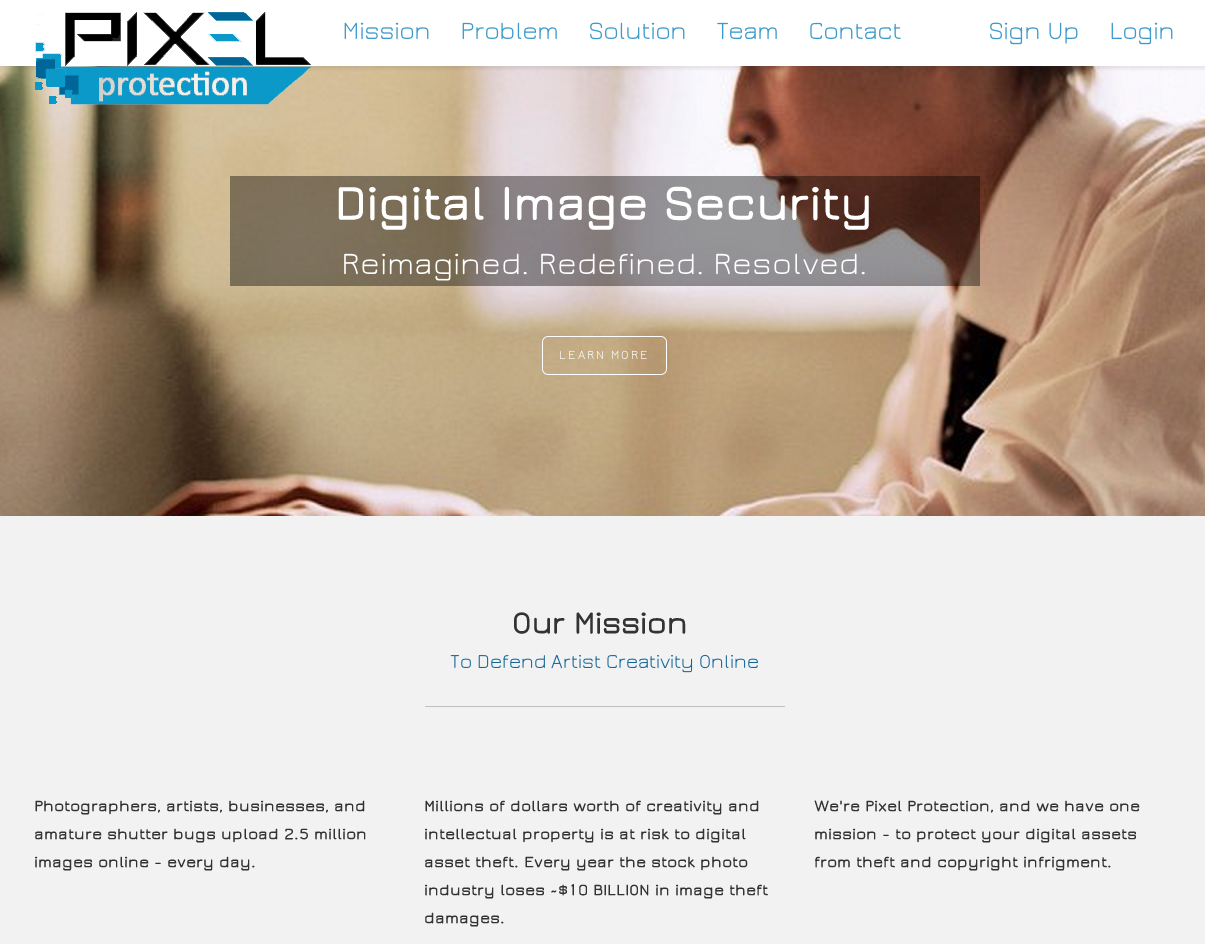 PIXEL
protection
Mission Problem Solution Team Contact Sign Up Login
Digital Image Security
Reimagined. Redefined. Resolved.
LEARN MORE
Our Mission
To Defend Artist Creativity Online
Photographers, artists, businesses, and
amature shutter bugs upload 2.5 million
images online - every day.
Millions of dollars worth of creativity and
intellectual property is at risk to digital
asset theft. Every year the stock photo
industry loses ~$10 BILLION in image theft
damages.
We're Pixel Protection, and we have one
mission - to protect your digital assets
from theft and copyright infrigment.